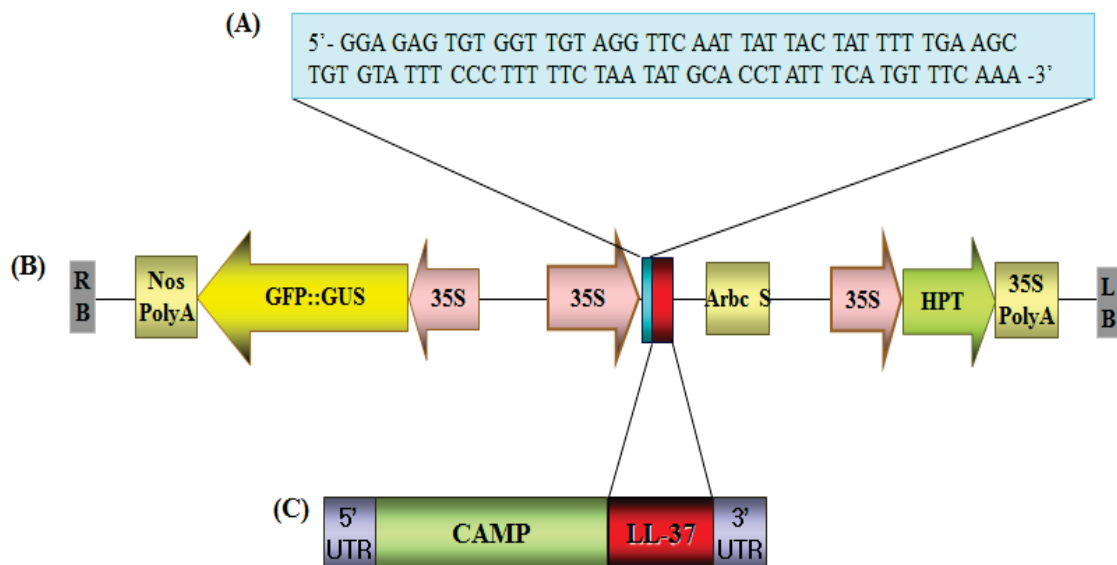 (A)
5’- GGA GAG TGT GGT TGT AGG TTC AAT TAT TAC TAT TTT TGA AGC
TGT GTA TTT CCC TTT TTC TAA TAT GCA CCT ATT TCA TGT TTC AAA -3’
(B)
R
B
Nos
PolyA
GFP::GUS
35S
35S
Arbc S
35S
HPT
35S
PolyA
L
B
(C)
5’
UTR
CAMP
LL-37
3’
UTR